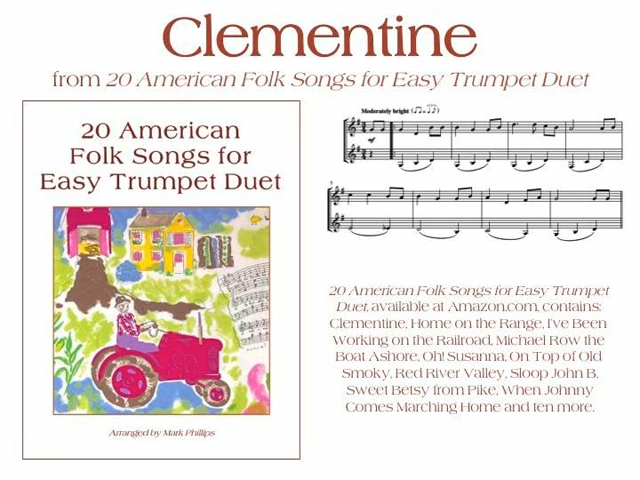 Clementine
from 20 American Folk Songs for Easy Trumpet Duet
20 American
Folk Songs for
Easy Trumpet Duet
Arranged by Mark Phillips
Moderately bright
mf
5
20 American Folk Songs for Easy Trumpet
Duet, available at Amazon.com, contains:
Clementine, Home on the Range, I've Been
Working on the Railroad, Michael Row the
Boat Ashore, Oh! Susanna, On Top of Old
Smoky, Red River Valley, Sloop John B,
Sweet Betsy from Pike, When Johnny
Comes Marching Home and ten more.